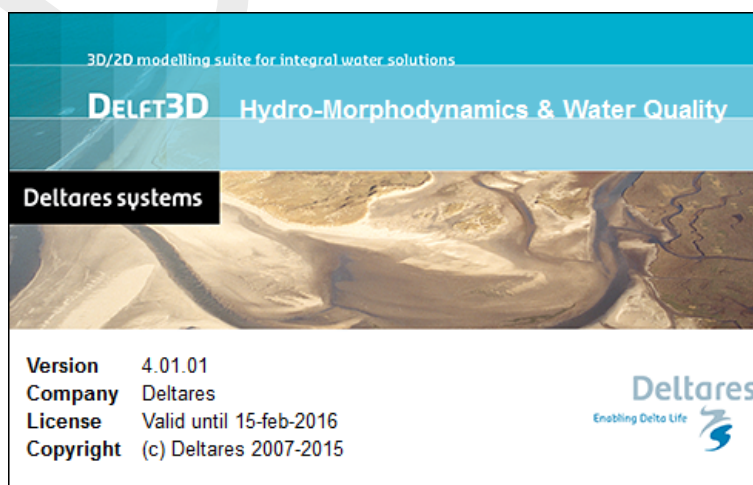 3D/2D modelling suite for integral water solutions
DELFT3D Hydro-Morphodynamics & Water Quality
Deltares systems
Version 4.01.01
Company Deltares
License Valid until 15-feb-2016
Copyright (c) Deltares 2007-2015
Deltares
Enabling Delta Life